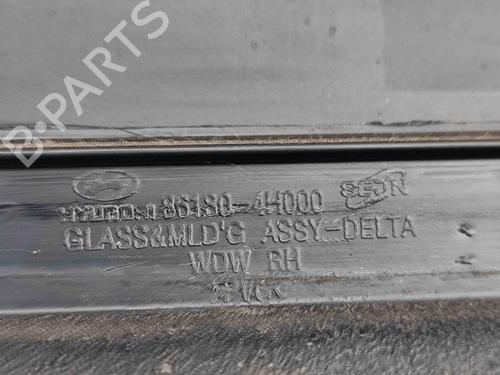 B-PARTS
HYUNDAI 86180-4H000
GLASS&MLD'G ASSY-DELTA
WDW RH